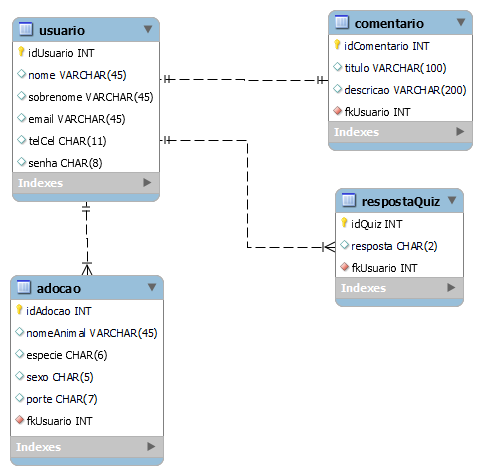 usuario
idUsuario INT
nome VARCHAR(45)
sobrenome VARCHAR(45)
email VARCHAR(45)
telCel CHAR(11)
senha CHAR(8)
Indexes
comentario
idComentario INT
titulo VARCHAR(100)
descricao VARCHAR(200)
fkUsuario INT
Indexes
respostaQuiz
idQuiz INT
resposta CHAR(2)
fkUsuario INT
Indexes
adocao
idAdocao INT
nomeAnimal VARCHAR(45)
especie CHAR(6)
sexo CHAR(5)
porte CHAR(7)
fkUsuario INT
Indexes